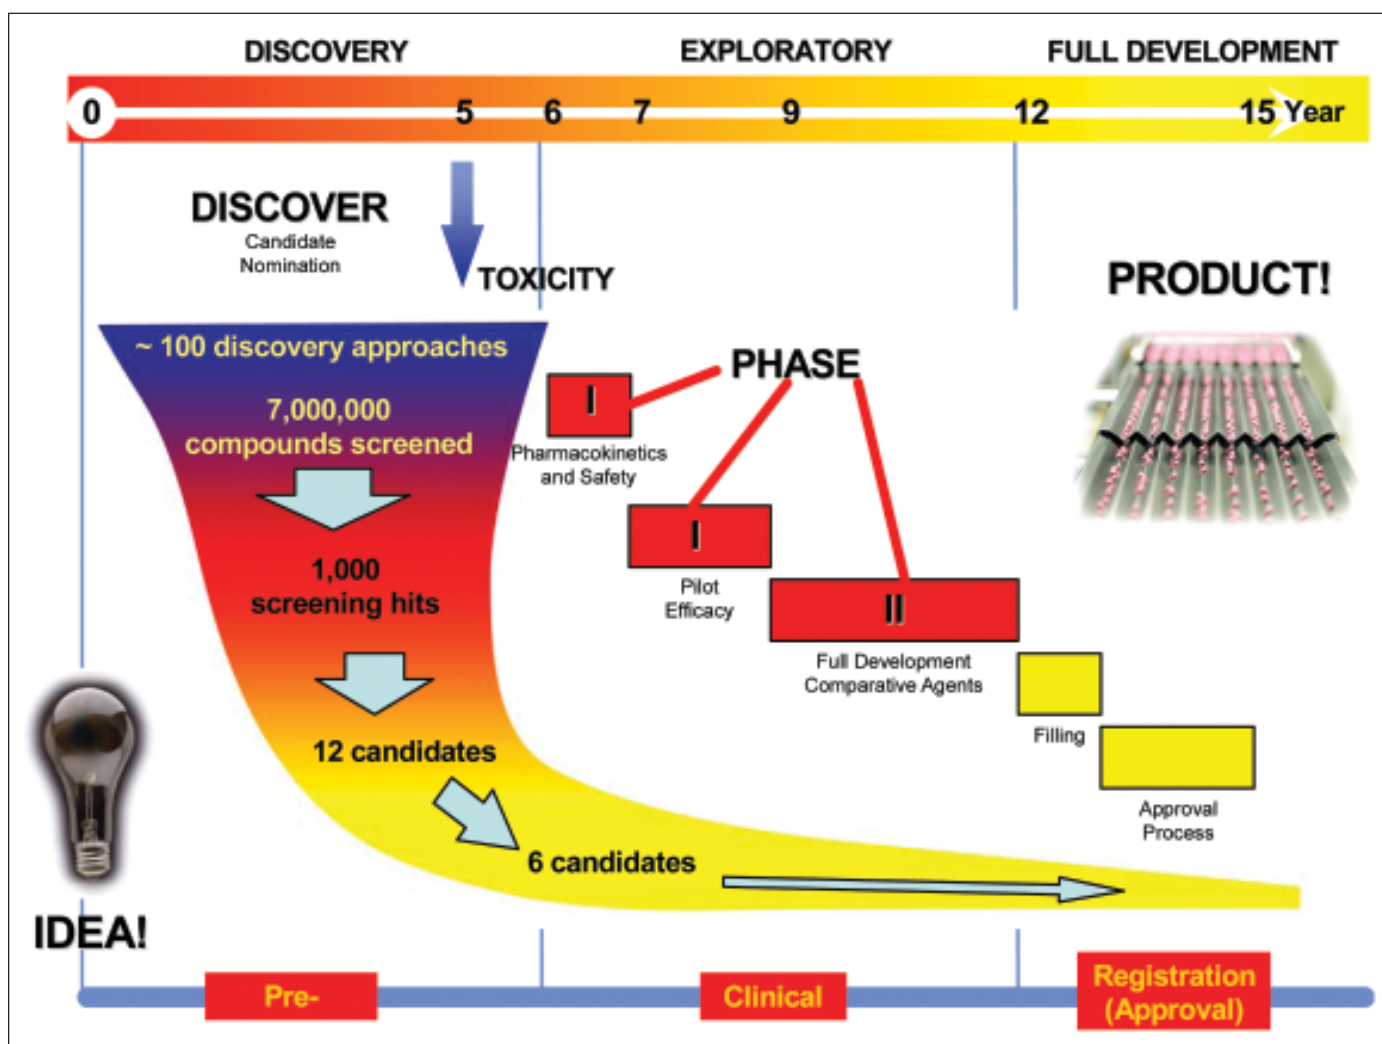 DISCOVERY
EXPLORATORY
FULL DEVELOPMENT
0 5 6 7 9 12 15 Year
DISCOVER
Candidate
Nomination
TOXICITY
PRODUCT!
~ 100 discovery approaches
7,000,000
compounds screened
1,000
screening hits
12 candidates
6 candidates
PHASE
I
Pharmacokinetics
and Safety
I
Pilot
Efficacy
II
Full Development
Comparative Agents
Filling
Approval
Process
IDEA!
Pre-
Clinical
Registration
(Approval)